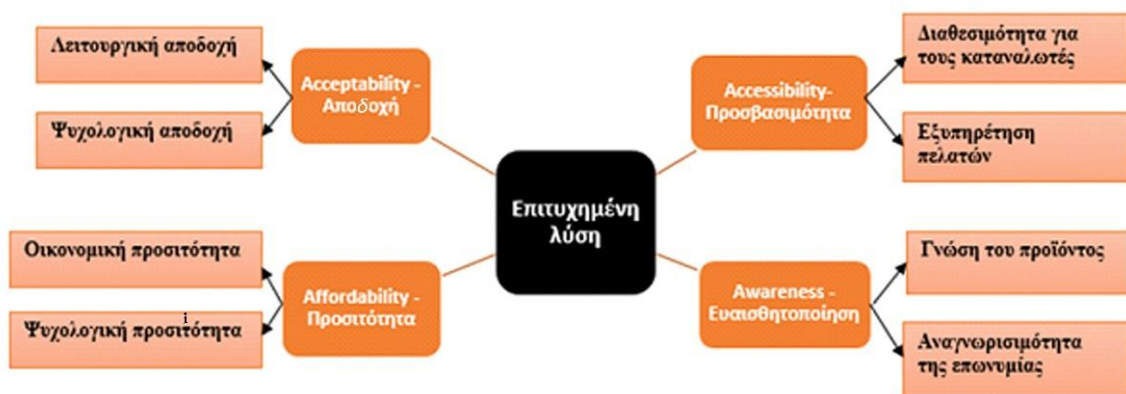 Λειτουργική αποδοχή
Ψυχολογική αποδοχή
Acceptability -
Αποδοχή
Accessibility-
Προσβασιμότητα
Διαθεσιμότητα για
τους καταναλωτές
Εξυπηρέτηση
πελατών
Επιτυχημένη
λύση
Οικονομική προσιτότητα
Ψυχολογική προσιτότητα
i
Affordability -
Προσιτότητα
Awareness -
Ευαισθητοποίηση
Γνώση του προϊόντος
Αναγνωρισιμότητα
της επωνυμίας